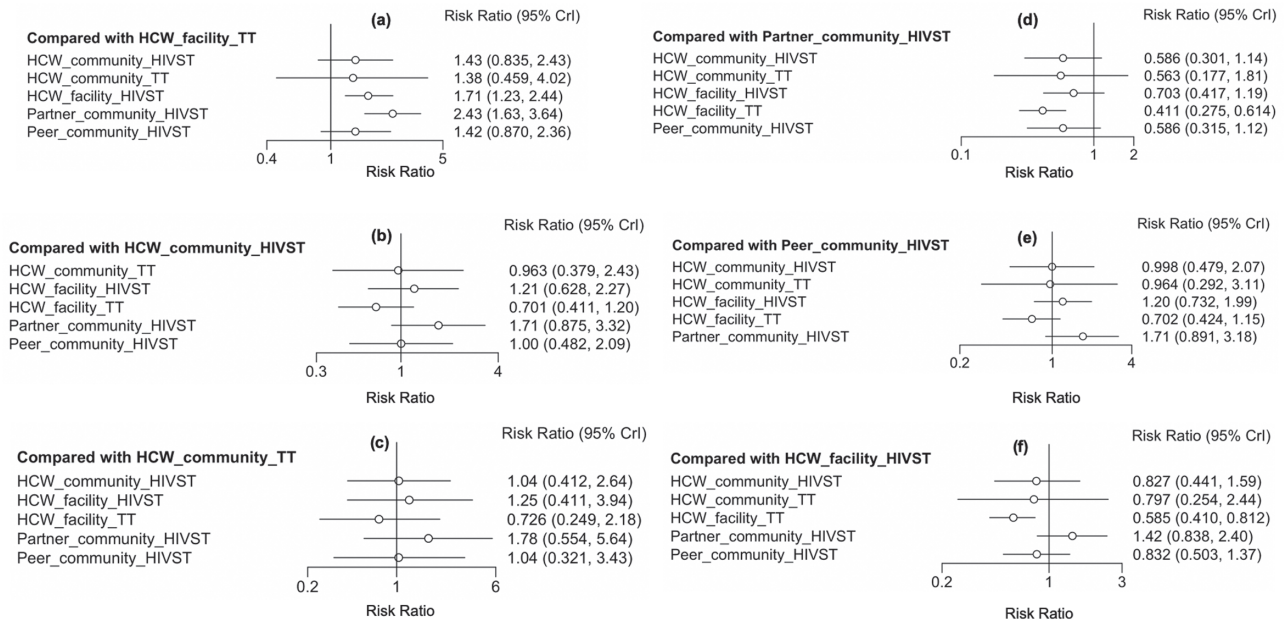 (a)
Risk Ratio (95% CrI)
Compared with HCW_facility_TT
HCW_community_HIVST 1.43 (0.835, 2.43)
HCW_community_TT 1.38 (0.459, 4.02)
HCW_facility_HIVST 1.71 (1.23, 2.44)
Partner_community_HIVST 2.43 (1.63, 3.64)
Peer_community_HIVST 1.42 (0.870, 2.36)
0.4 1 5
Risk Ratio
(d)
Risk Ratio (95% CrI)
Compared with Partner_community_HIVST
HCW_community_HIVST 0.586 (0.301, 1.14)
HCW_community_TT 0.563 (0.177, 1.81)
HCW_facility_HIVST 0.703 (0.417, 1.19)
HCW_facility_TT 0.411 (0.275, 0.614)
Peer_community_HIVST 0.586 (0.315, 1.12)
0.1 1 2
Risk Ratio
(b)
Risk Ratio (95% CrI)
Compared with HCW_community_HIVST
HCW_community_TT 0.963 (0.379, 2.43)
HCW_facility_HIVST 1.21 (0.628, 2.27)
HCW_facility_TT 0.701 (0.411, 1.20)
Partner_community_HIVST 1.71 (0.875, 3.32)
Peer_community_HIVST 1.00 (0.482, 2.09)
0.3 1 4
Risk Ratio
(e)
Risk Ratio (95% CrI)
Compared with Peer_community_HIVST
HCW_community_HIVST 0.998 (0.479, 2.07)
HCW_community_TT 0.964 (0.292, 3.11)
HCW_facility_HIVST 1.20 (0.732, 1.99)
HCW_facility_TT 0.702 (0.424, 1.15)
Partner_community_HIVST 1.71 (0.891, 3.18)
0.2 1 4
Risk Ratio
(c)
Risk Ratio (95% CrI)
Compared with HCW_community_TT
HCW_community_HIVST 1.04 (0.412, 2.64)
HCW_facility_HIVST 1.25 (0.411, 3.94)
HCW_facility_TT 0.726 (0.249, 2.18)
Partner_community_HIVST 1.78 (0.554, 5.64)
Peer_community_HIVST 1.04 (0.321, 3.43)
0.2 1 6
Risk Ratio
(f)
Risk Ratio (95% CrI)
Compared with HCW_facility_HIVST
HCW_community_HIVST 0.827 (0.441, 1.59)
HCW_community_TT 0.797 (0.254, 2.44)
HCW_facility_TT 0.585 (0.410, 0.812)
Partner_community_HIVST 1.42 (0.838, 2.40)
Peer_community_HIVST 0.832 (0.503, 1.37)
0.2 1 3
Risk Ratio